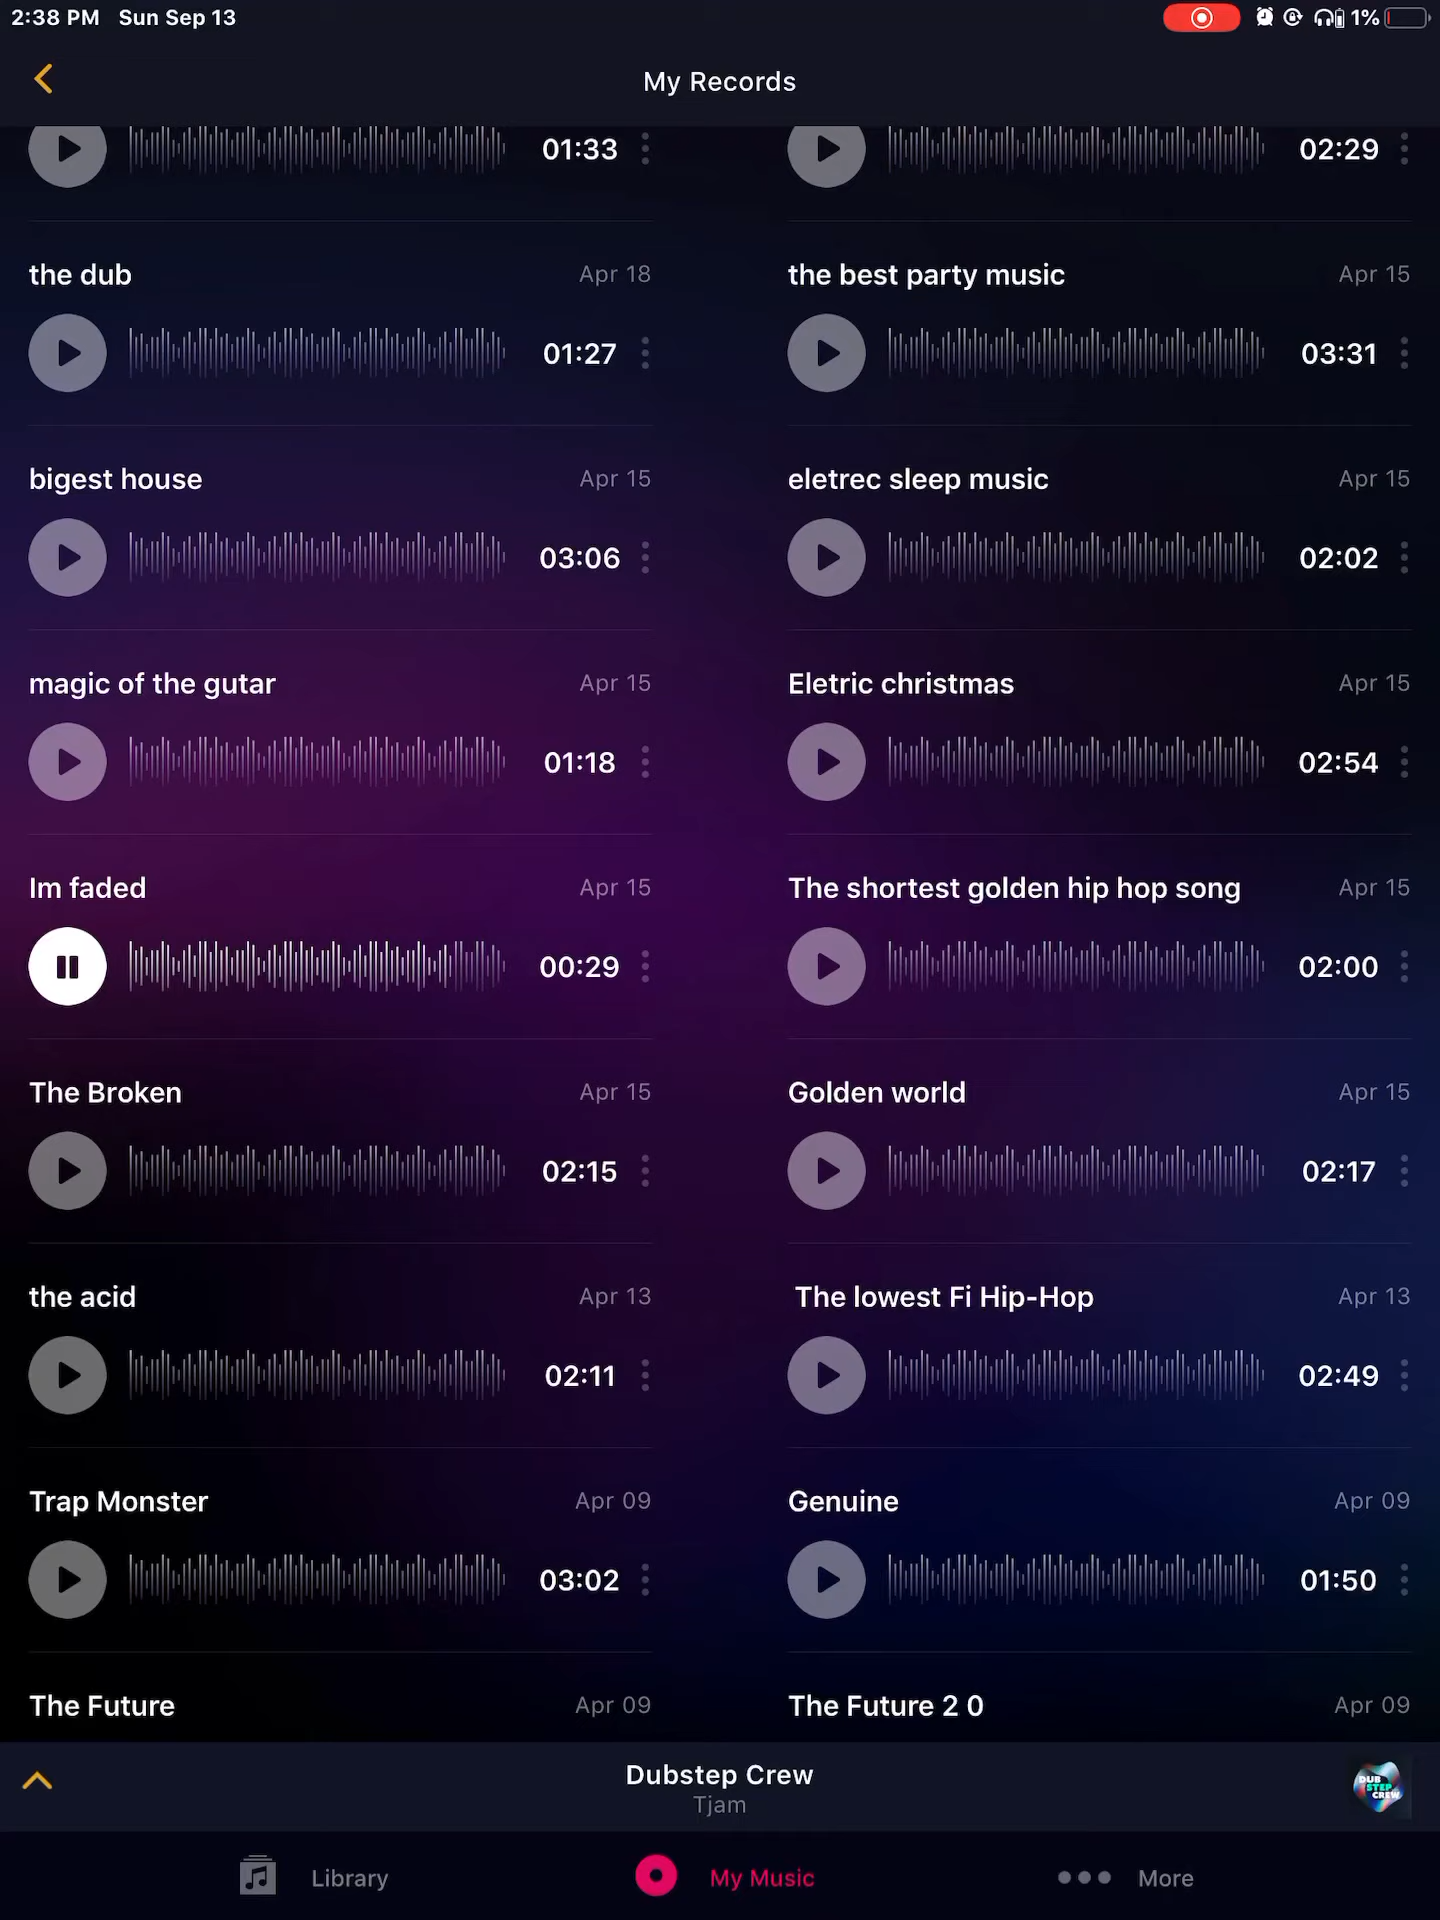 2:38 PM Sun Sep 13 1%
My Records
01:33 02:29
the dub Apr 18 the best party music Apr 15
01:27 03:31
bigest house Apr 15 eletrec sleep music Apr 15
03:06 02:02
magic of the gutar Apr 15 Eletric christmas Apr 15
01:18 02:54
Im faded Apr 15 The shortest golden hip hop song Apr 15
00:29 02:00
The Broken Apr 15 Golden world Apr 15
02:15 02:17
the acid Apr 13 The lowest Fi Hip-Hop Apr 13
02:11 02:49
Trap Monster Apr 09 Genuine Apr 09
03:02 01:50
The Future Apr 09 The Future 2 0 Apr 09
Dubstep Crew
Tjam
DUB
STEP
CREW
Library My Music More